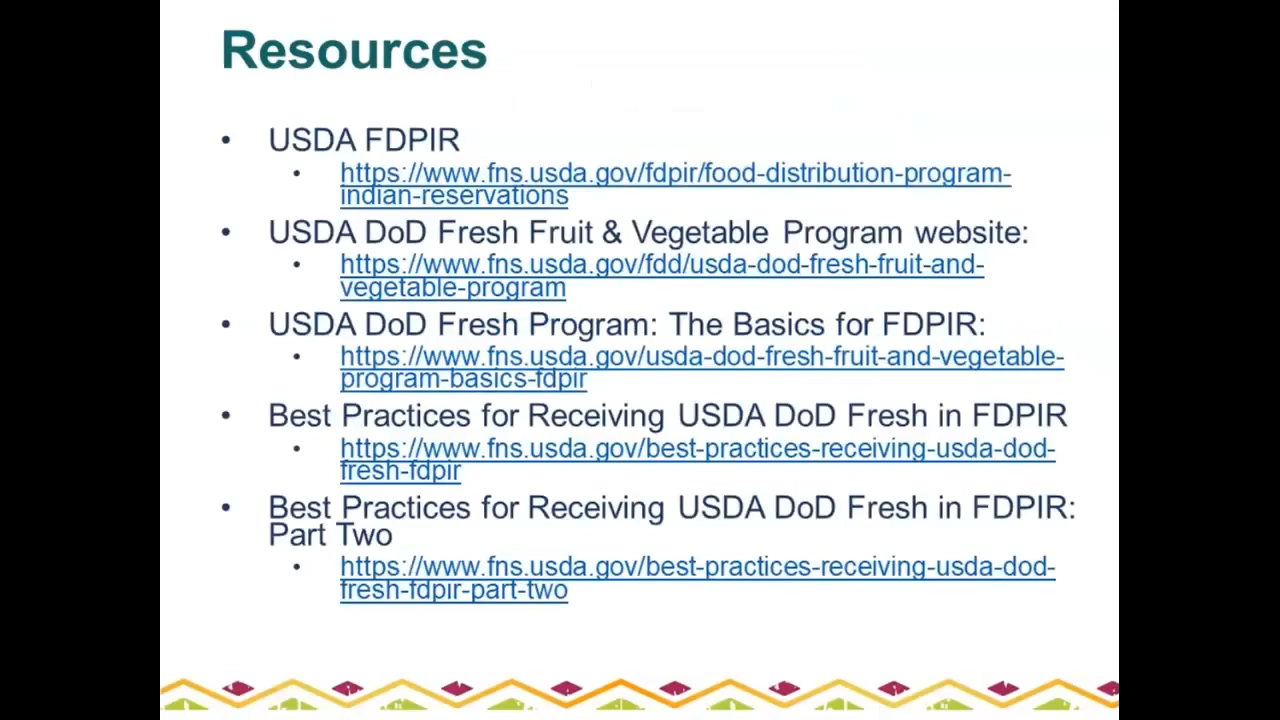 Resources
• USDA FDPIR
• https://www.fns.usda.gov/fdpir/food-distribution-program-
indian-reservations
• USDA DoD Fresh Fruit & Vegetable Program website:
• https://www.fns.usda.gov/fdd/usda-dod-fresh-fruit-and-
vegetable-program
• USDA DoD Fresh Program: The Basics for FDPIR:
• https://www.fns.usda.gov/usda-dod-fresh-fruit-and-vegetable-
program-basics-fdpir
• Best Practices for Receiving USDA DoD Fresh in FDPIR
• https://www.fns.usda.gov/best-practices-receiving-usda-dod-
fresh-fdpir
• Best Practices for Receiving USDA DoD Fresh in FDPIR:
Part Two
• https://www.fns.usda.gov/best-practices-receiving-usda-dod-
fresh-fdpir-part-two